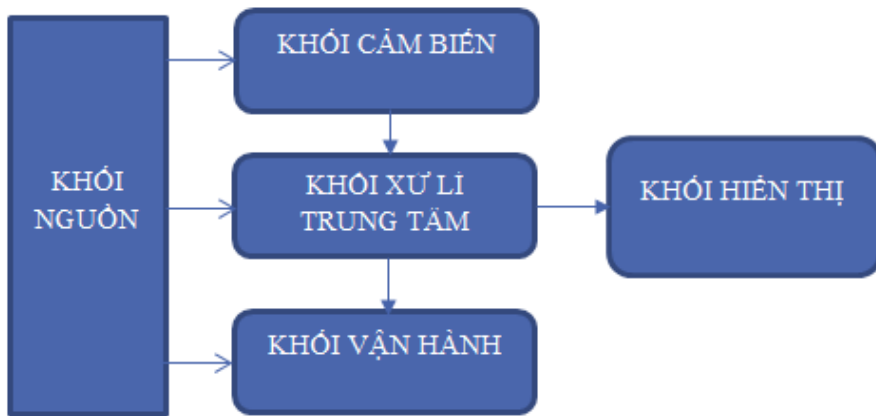 KHỐI CẢM BIẾN
KHỐI
NGUỒN
KHỐI XỬ LÍ
TRUNG TÂM
KHỐI HIỂN THỊ
KHỐI VẬN HÀNH